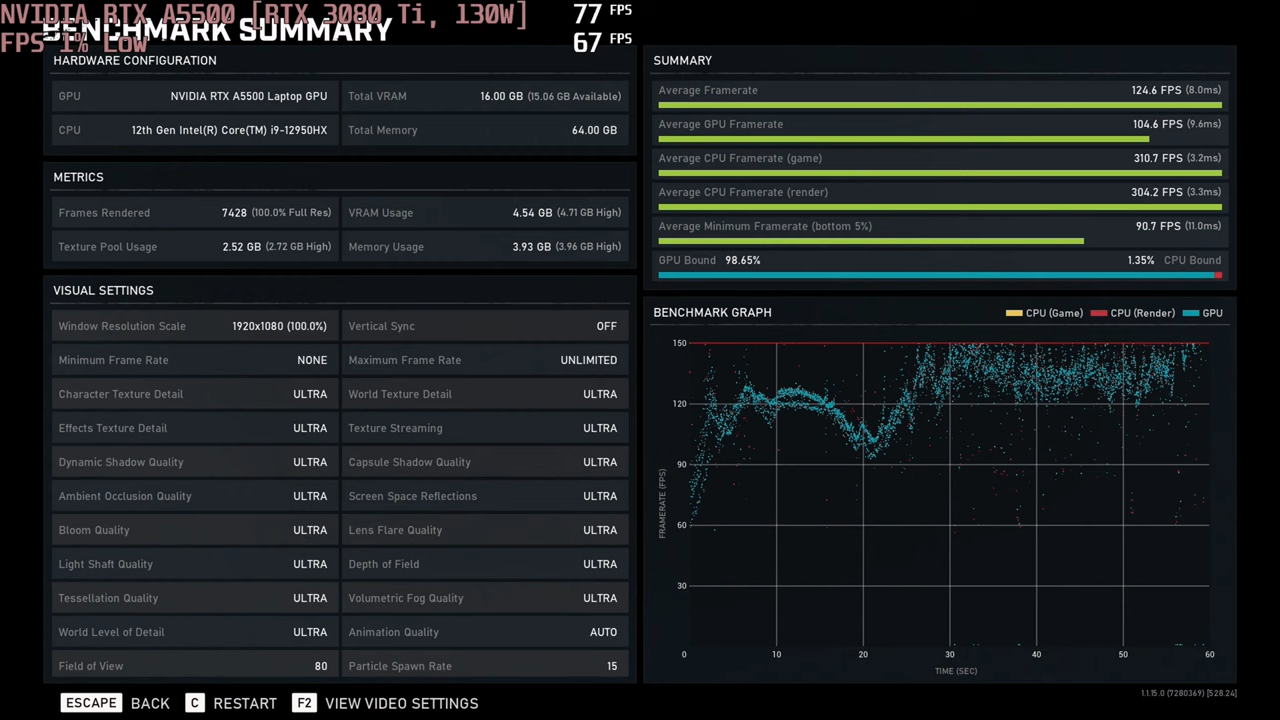 NVIDIA RTX A5500 [RTX 3080 Ti, 130W] 77 FPS
BENCHMARK SUMMARY
FPS 1% Low 67 FPS
HARDWARE CONFIGURATION
GPU NVIDIA RTX A5500 Laptop GPU Total VRAM 16.00 GB (15.06 GB Available)
CPU 12th Gen Intel(R) Core(TM) i9-12950HX Total Memory 64.00 GB
METRICS
Frames Rendered 7428 (100.0% Full Res) VRAM Usage 4.54 GB (4.71 GB High)
Texture Pool Usage 2.52 GB (2.72 GB High) Memory Usage 3.93 GB (3.96 GB High)
VISUAL SETTINGS
Window Resolution Scale 1920x1080 (100.0%) Vertical Sync OFF
Minimum Frame Rate NONE Maximum Frame Rate UNLIMITED
Character Texture Detail ULTRA World Texture Detail ULTRA
Effects Texture Detail ULTRA Texture Streaming ULTRA
Dynamic Shadow Quality ULTRA Capsule Shadow Quality ULTRA
Ambient Occlusion Quality ULTRA Screen Space Reflections ULTRA
Bloom Quality ULTRA Lens Flare Quality ULTRA
Light Shaft Quality ULTRA Depth of Field ULTRA
Tessellation Quality ULTRA Volumetric Fog Quality ULTRA
World Level of Detail ULTRA Animation Quality AUTO
Field of View 80 Particle Spawn Rate 15
SUMMARY
Average Framerate 124.6 FPS (8.0ms)
Average GPU Framerate 104.6 FPS (9.6ms)
Average CPU Framerate (game) 310.7 FPS (3.2ms)
Average CPU Framerate (render) 304.2 FPS (3.3ms)
Average Minimum Framerate (bottom 5%) 90.7 FPS (11.0ms)
GPU Bound 98.65% 1.35% CPU Bound
BENCHMARK GRAPH CPU (Game) CPU (Render) GPU
150
120
90
60
30
FRAMERATE (FPS)
0 10 20 30 40 50 60
TIME (SEC)
ESCAPE BACK C RESTART F2 VIEW VIDEO SETTINGS
1.1.15.0 (7280369) [528.24]